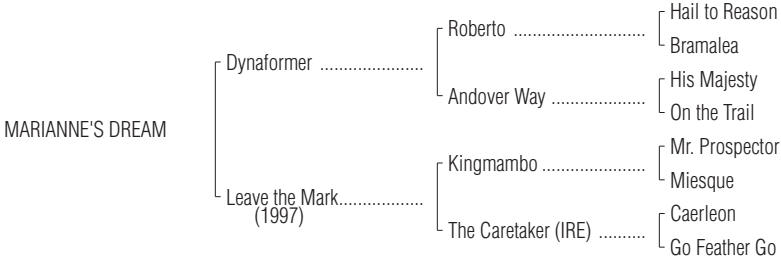 Hail to Reason
Roberto ............................
Bramalea
Dynaformer ......................
His Majesty
Andover Way ....................
On the Trail
MARIANNE'S DREAM
Mr. Prospector
Kingmambo ......................
Miesque
Leave the Mark..................
(1997)
Caerleon
The Caretaker (IRE) ..........
Go Feather Go